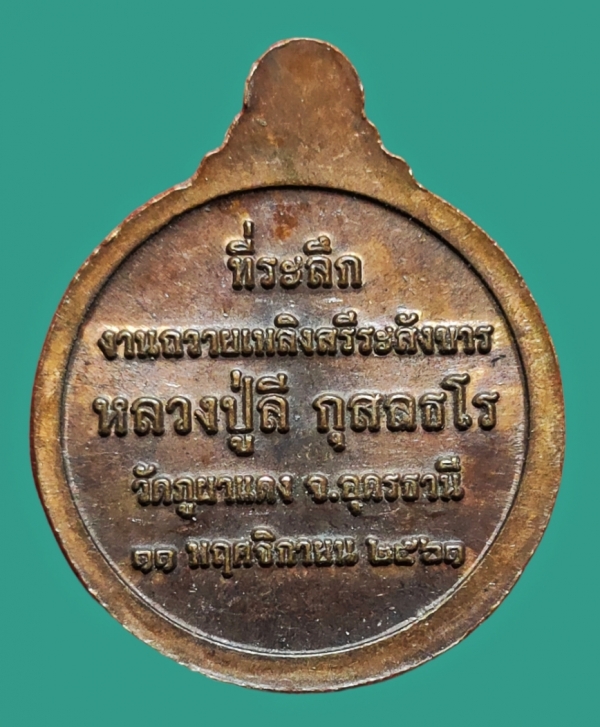 ที่ระลึก
งานถวายเพลิงสรีระสังขาร
หลวงปู่ลี กุสลธโร
วัดภูผาแดง จ.อุดรธานี
๑๑ พฤศจิกายน ๒๕๖๑